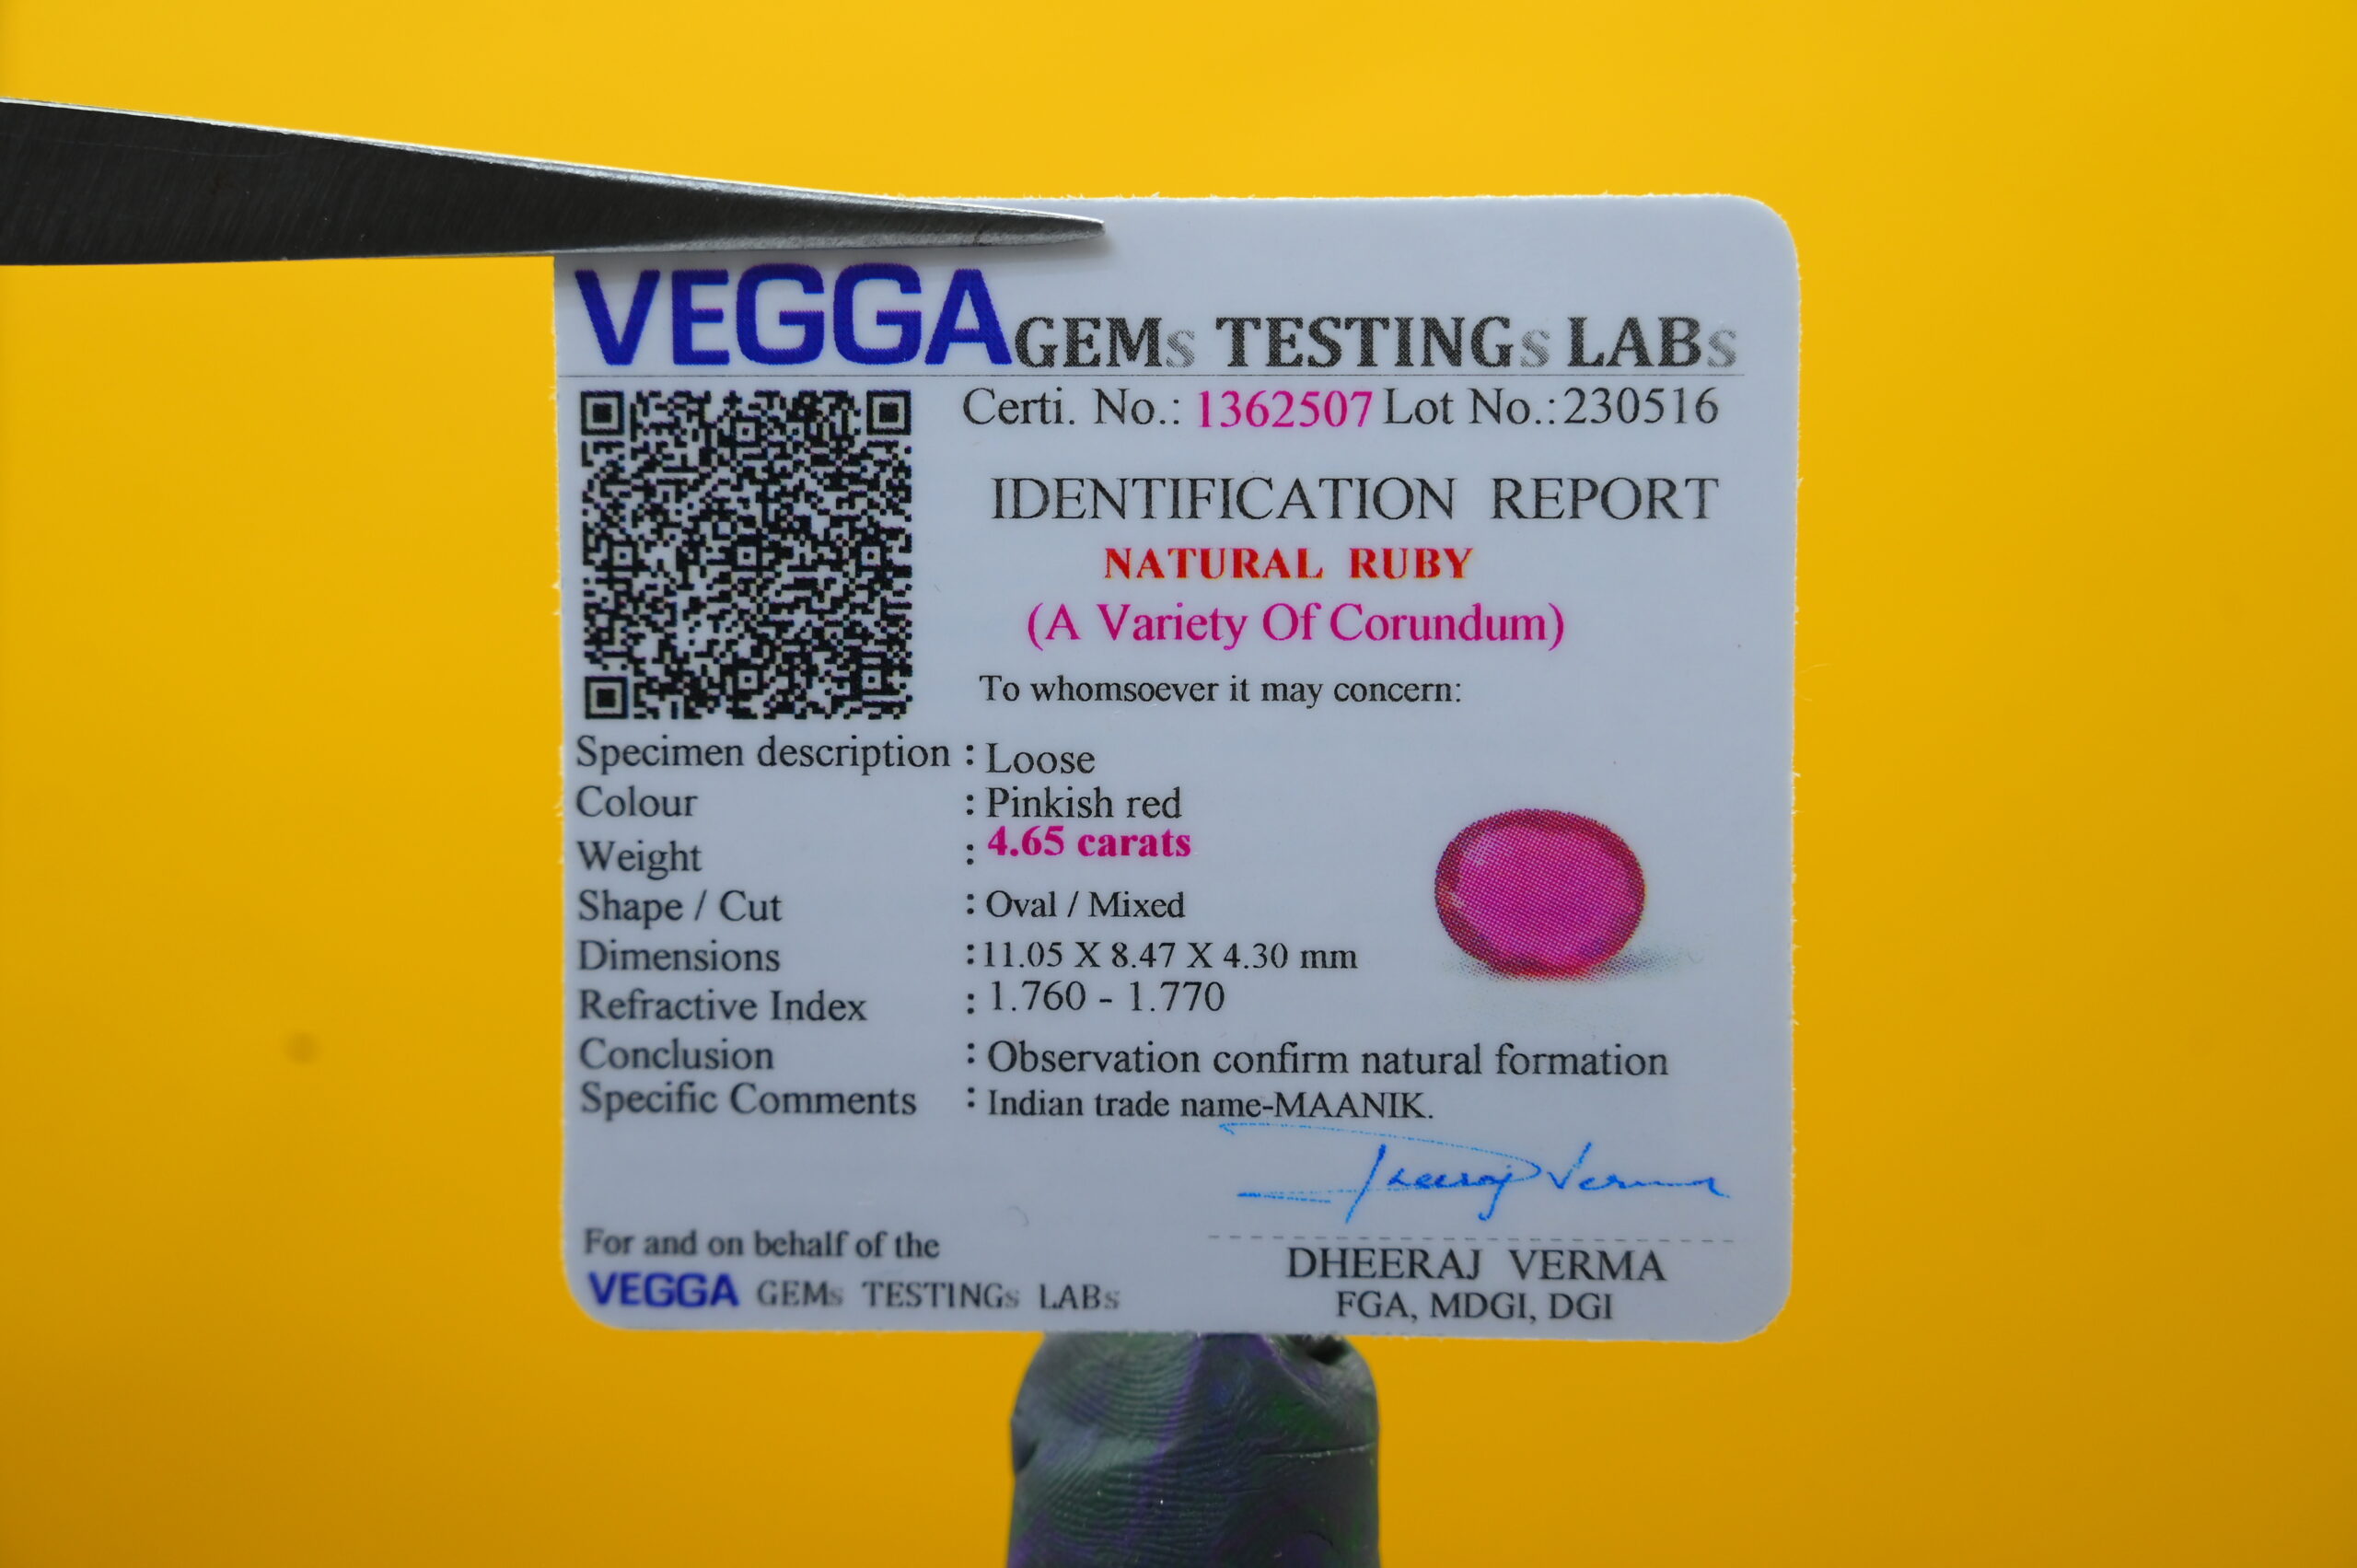 VEGGA GEMs TESTINGs LABs
Certi. No.: 1362507 Lot No.:230516
IDENTIFICATION REPORT
NATURAL RUBY
(A Variety Of Corundum)
To whomsoever it may concern:
Specimen description : Loose
Colour : Pinkish red
Weight : 4.65 carats
Shape / Cut : Oval / Mixed
Dimensions :11.05 X 8.47 X 4.30 mm
Refractive Index : 1.760 - 1.770
Conclusion : Observation confirm natural formation
Specific Comments : Indian trade name-MAANIK.
Dheeraj Verma
For and on behalf of the
VEGGA GEMs TESTINGs LABs
DHEERAJ VERMA
FGA, MDGI, DGI